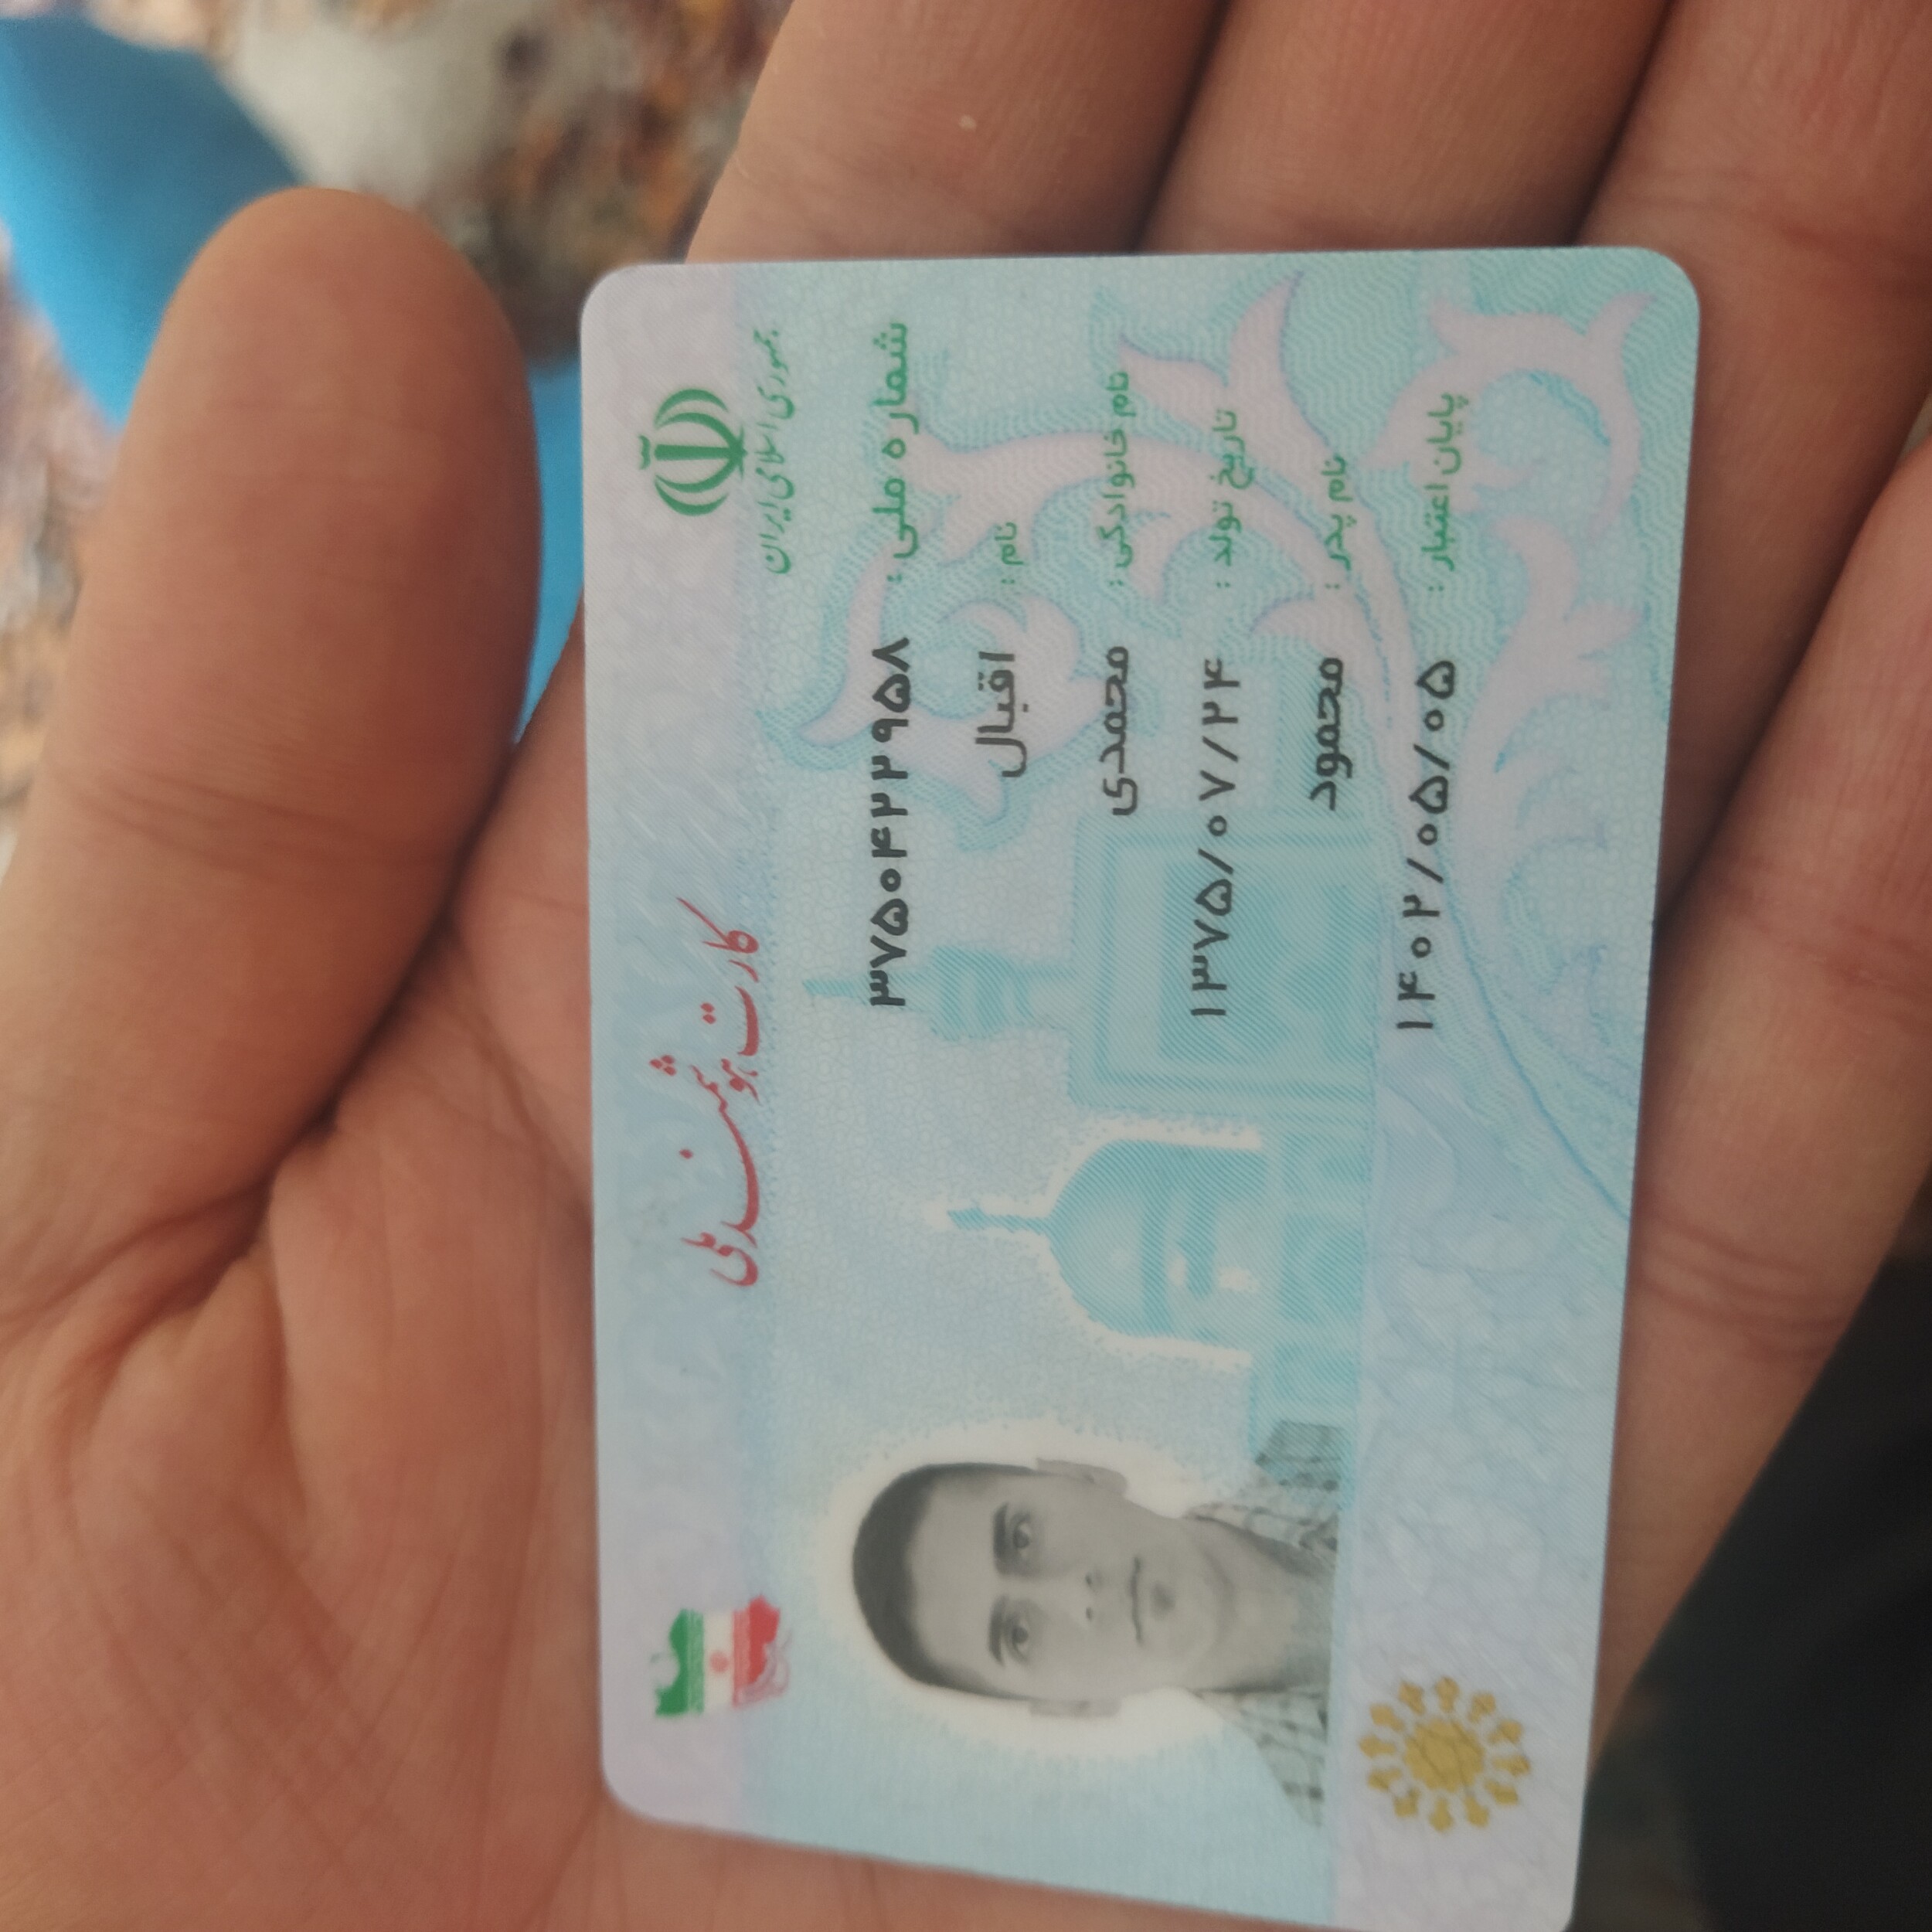 جمهوری اسلامی ایران
کارت هوشمند ملی
شماره ملی : ۳۷۵۰۴۲۲۹۵۸
نام : اقبال
نام خانوادگی : محمدی
تاریخ تولد : ۱۳۷۵/۰۷/۲۴
نام پدر : محمود
پایان اعتبار : ۱۴۰۲/۰۵/۰۵